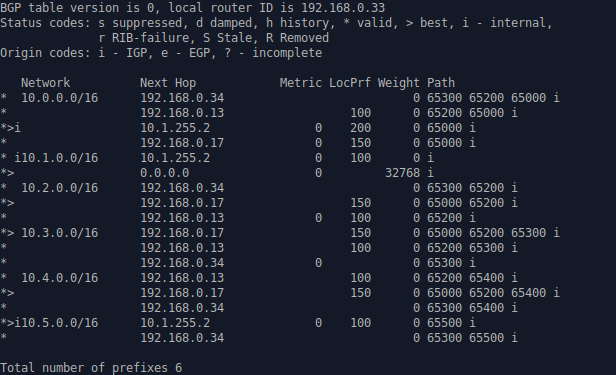 BGP table version is 0, local router ID is 192.168.0.33
Status codes: s suppressed, d damped, h history, * valid, > best, i - internal,
              r RIB-failure, S Stale, R Removed
Origin codes: i - IGP, e - EGP, ? - incomplete

   Network          Next Hop            Metric LocPrf Weight Path
*  10.0.0.0/16      192.168.0.34                           0 65300 65200 65000 i
*                   192.168.0.13                  100      0 65200 65000 i
*>i                 10.1.255.2               0    200      0 65000 i
*                   192.168.0.17             0    150      0 65000 i
* i10.1.0.0/16      10.1.255.2               0    100      0 i
*>                  0.0.0.0                  0         32768 i
*  10.2.0.0/16      192.168.0.34                           0 65300 65200 i
*>                  192.168.0.17                  150      0 65000 65200 i
*                   192.168.0.13             0    100      0 65200 i
*> 10.3.0.0/16      192.168.0.17                  150      0 65000 65200 65300 i
*                   192.168.0.13                  100      0 65200 65300 i
*                   192.168.0.34             0             0 65300 i
*  10.4.0.0/16      192.168.0.13                  100      0 65200 65400 i
*>                  192.168.0.17                  150      0 65000 65200 65400 i
*                   192.168.0.34                           0 65300 65400 i
*>i10.5.0.0/16      10.1.255.2               0    100      0 65500 i
*                   192.168.0.34                           0 65300 65500 i

Total number of prefixes 6